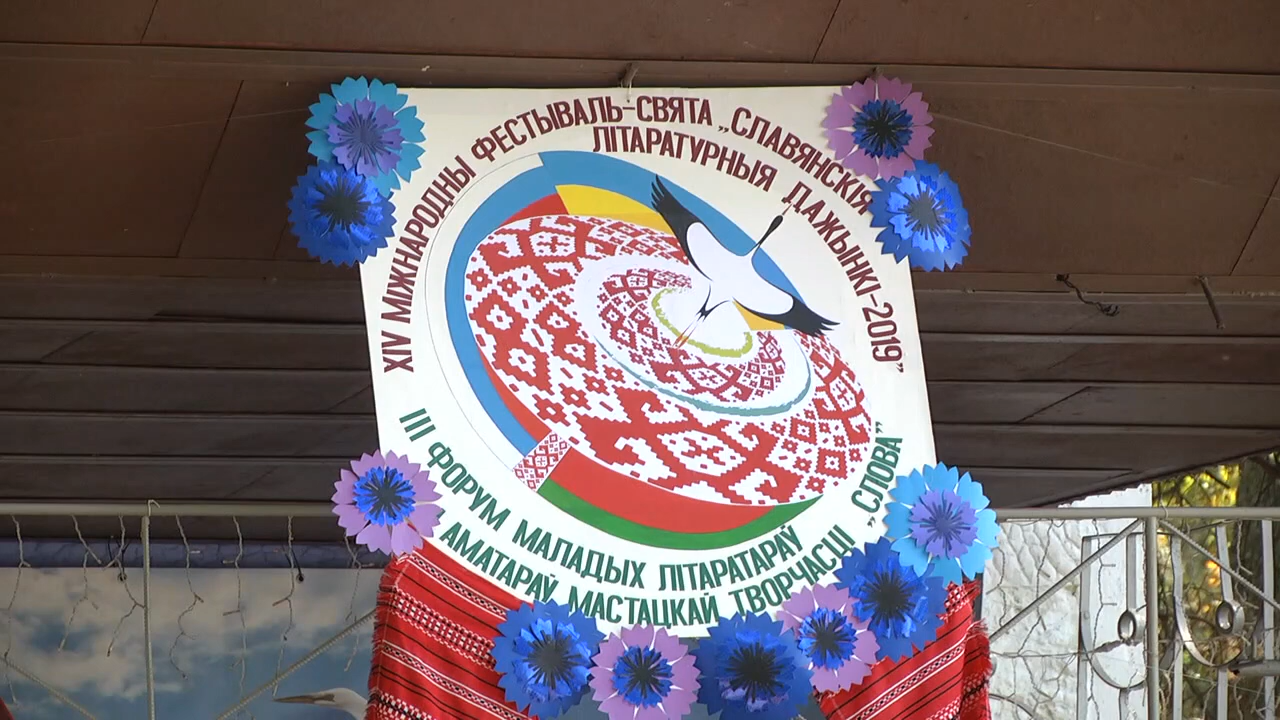 XIV МІЖНАРОДНЫ ФЕСТЫВАЛЬ-СВЯТА „СЛАВЯНСКІЯ
ЛІТАРАТУРНЫЯ ДАЖЫНКІ-2019”
III ФОРУМ МАЛАДЫХ ЛІТАРАТАРАЎ
І АМАТАРАЎ МАСТАЦКАЙ ТВОРЧАСЦІ „СЛОВА”